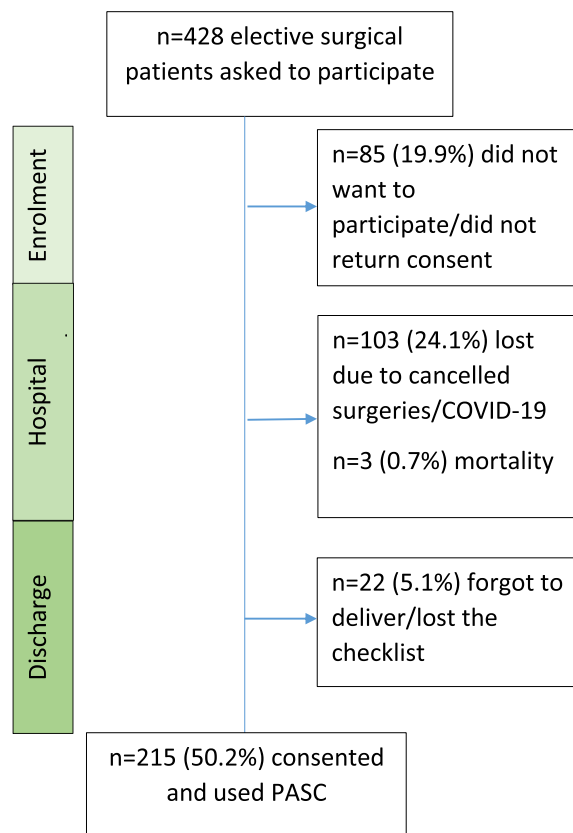 n=428 elective surgical
patients asked to participate
Enrolment
n=85 (19.9%) did not
want to
participate/did not
return consent
Hospital
n=103 (24.1%) lost
due to cancelled
surgeries/COVID-19
n=3 (0.7%) mortality
Discharge
n=22 (5.1%) forgot to
deliver/lost the
checklist
n=215 (50.2%) consented
and used PASC